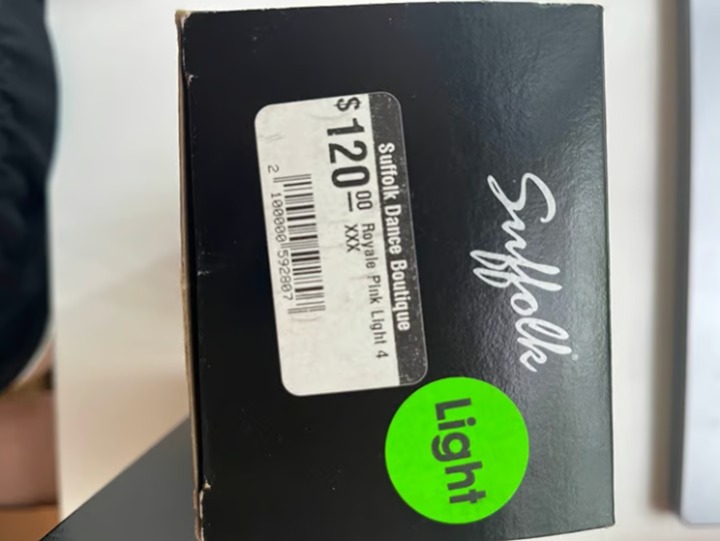 Suffolk
Suffolk Dance Boutique
$120.00
Royale Pink Light 4
XXX
2 100000 592807
Light